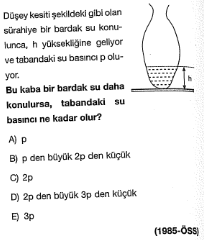 Düşey kesiti şekildeki gibi olan
sürahiye bir bardak su konu-
lunca, h yüksekliğine geliyor
ve tabandaki su basıncı p olu-
yor.
h
Bu kaba bir bardak su daha
konulursa, tabandaki su
basıncı ne kadar olur?
A) p
B) p den büyük 2p den küçük
C) 2p
D) 2p den büyük 3p den küçük
E) 3p
(1985-ÖSS)